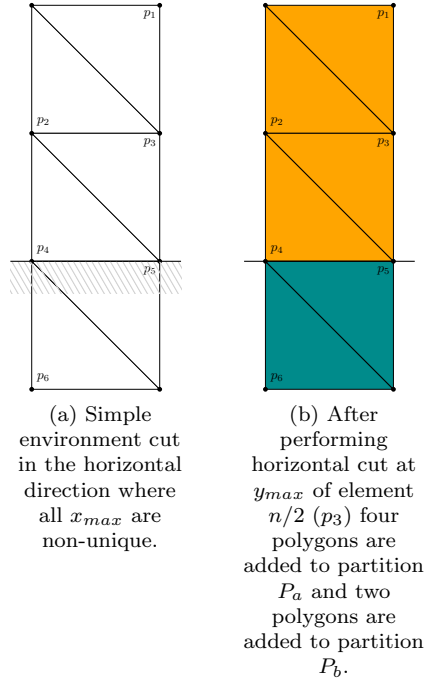 p1
p2
p3
p4
p5
p6
(a) Simple
environment cut
in the horizontal
direction where
all xmax are
non-unique.
p1
p2
p3
p4
p5
p6
(b) After
performing
horizontal cut at
ymax of element
n/2 (p3) four
polygons are
added to partition
Pa and two
polygons are
added to partition
Pb.